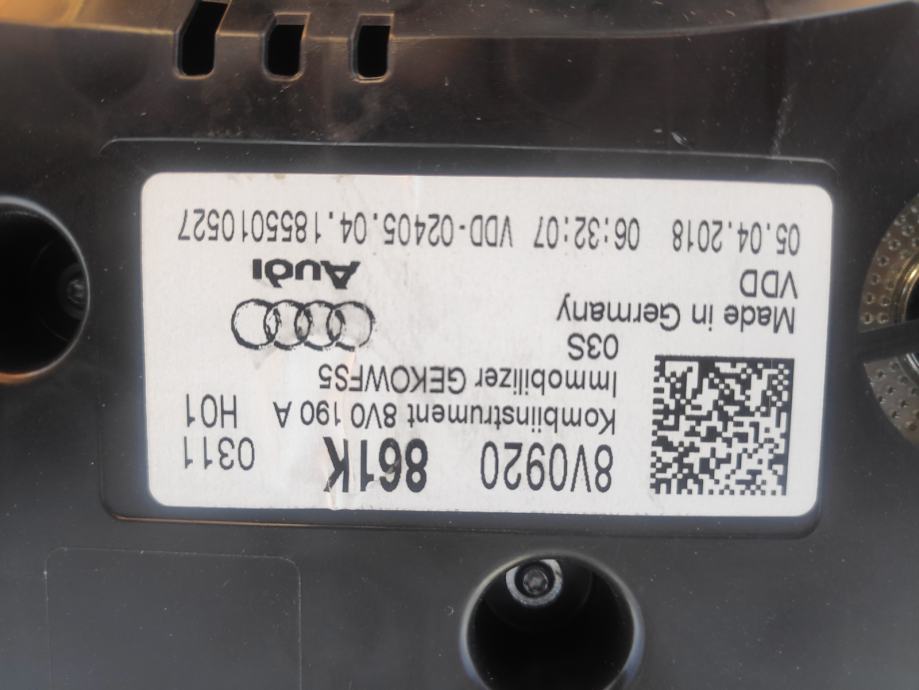 8V0920 861K 0311
Kombiinstrument 8V0 190 A H01
Immobilizer GEKOWFS5
03S
Made in Germany
VDD
Audi
05.04.2018 06:32:07 VDD-02405.04.1855010527